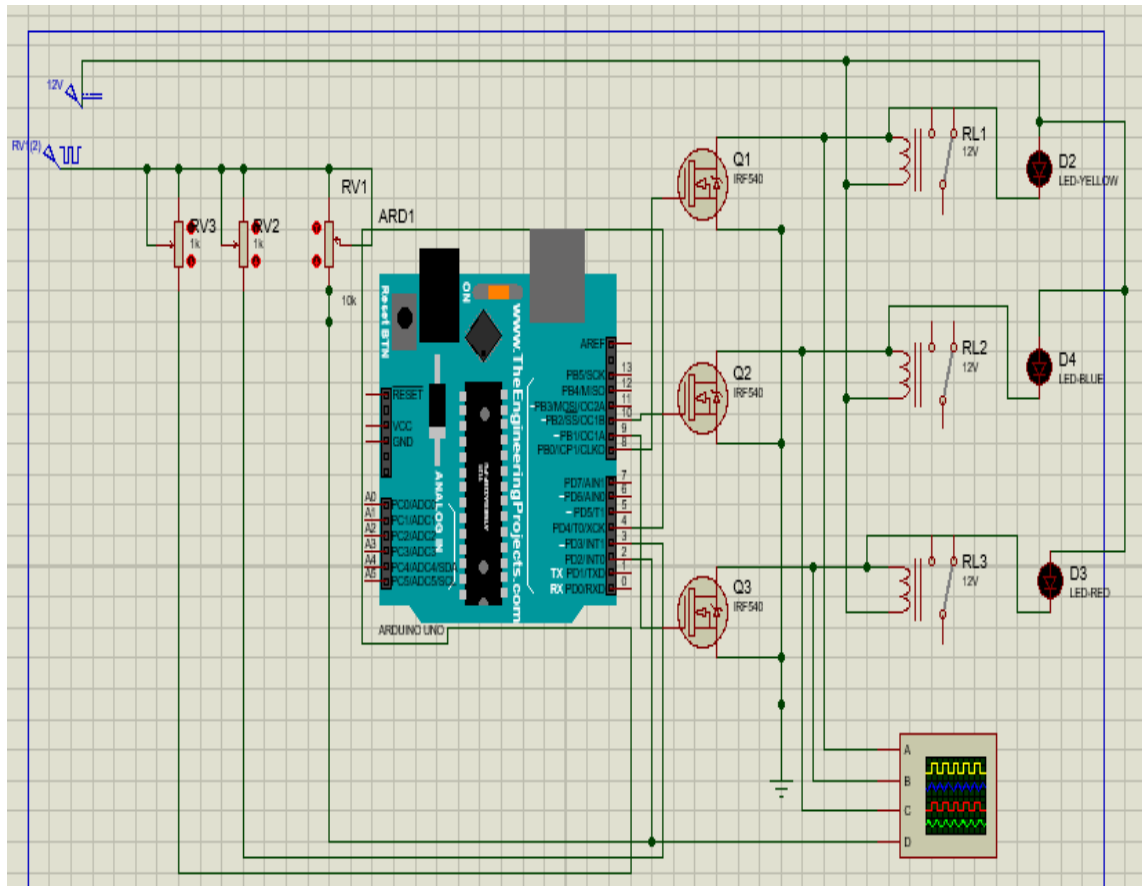 12V
RV1(2)
RV3
1k
RV2
1k
RV1
10k
ARD1
Reset BTN
ON
www.TheEngineeringProjects.com
ANALOG IN
ARDUINO UNO
RESET
VCC
GND
A0 PC0/ADC0
A1 PC1/ADC1
A2 PC2/ADC2
A3 PC3/ADC3
A4 PC4/ADC4/SDA
A5 PC5/ADC5/SCL
AREF
PB5/SCK 13
PB4/MISO 12
PB3/MOSI/OC2A 11
PB2/SS/OC1B 10
PB1/OC1A 9
PB0/ICP1/CLKO 8
PD7/AIN1 7
PD6/AIN0 6
PD5/T1 5
PD4/T0/XCK 4
PD3/INT1 3
PD2/INT0 2
TX PD1/TXD 1
RX PD0/RXD 0
Q1
IRF540
Q2
IRF540
Q3
IRF540
RL1
12V
RL2
12V
RL3
12V
D2
LED-YELLOW
D4
LED-BLUE
D3
LED-RED
A
B
C
D